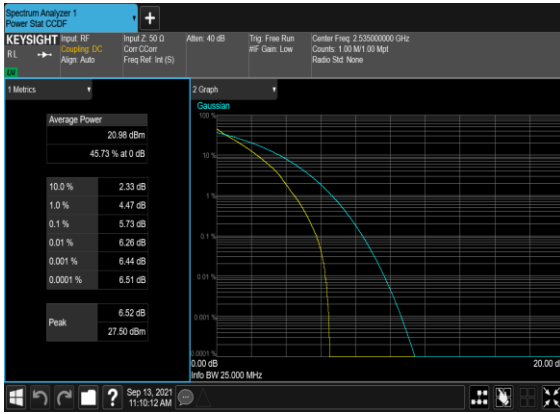 Spectrum Analyzer 1
Power Stat CCDF
KEYSIGHT
RL
Input: RF
Coupling: DC
Align: Auto
Input Z: 50 Ω
Corr CCorr
Freq Ref: Int (S)
Atten: 40 dB
Trig: Free Run
#IF Gain: Low
Center Freq: 2.535000000 GHz
Counts: 1.00 M/1.00 Mpt
Radio Std: None
1 Metrics
Average Power
20.98 dBm
45.73 % at 0 dB
10.0 % 2.33 dB
1.0 % 4.47 dB
0.1 % 5.73 dB
0.01 % 6.26 dB
0.001 % 6.44 dB
0.0001 % 6.51 dB
Peak
6.52 dB
27.50 dBm
2 Graph
Gaussian
100 %
10 %
1 %
0.1 %
0.01 %
0.001 %
0.0001 %
0.00 dB
20.00 d
Info BW 25.000 MHz
?
Sep 13, 2021
11:10:12 AM